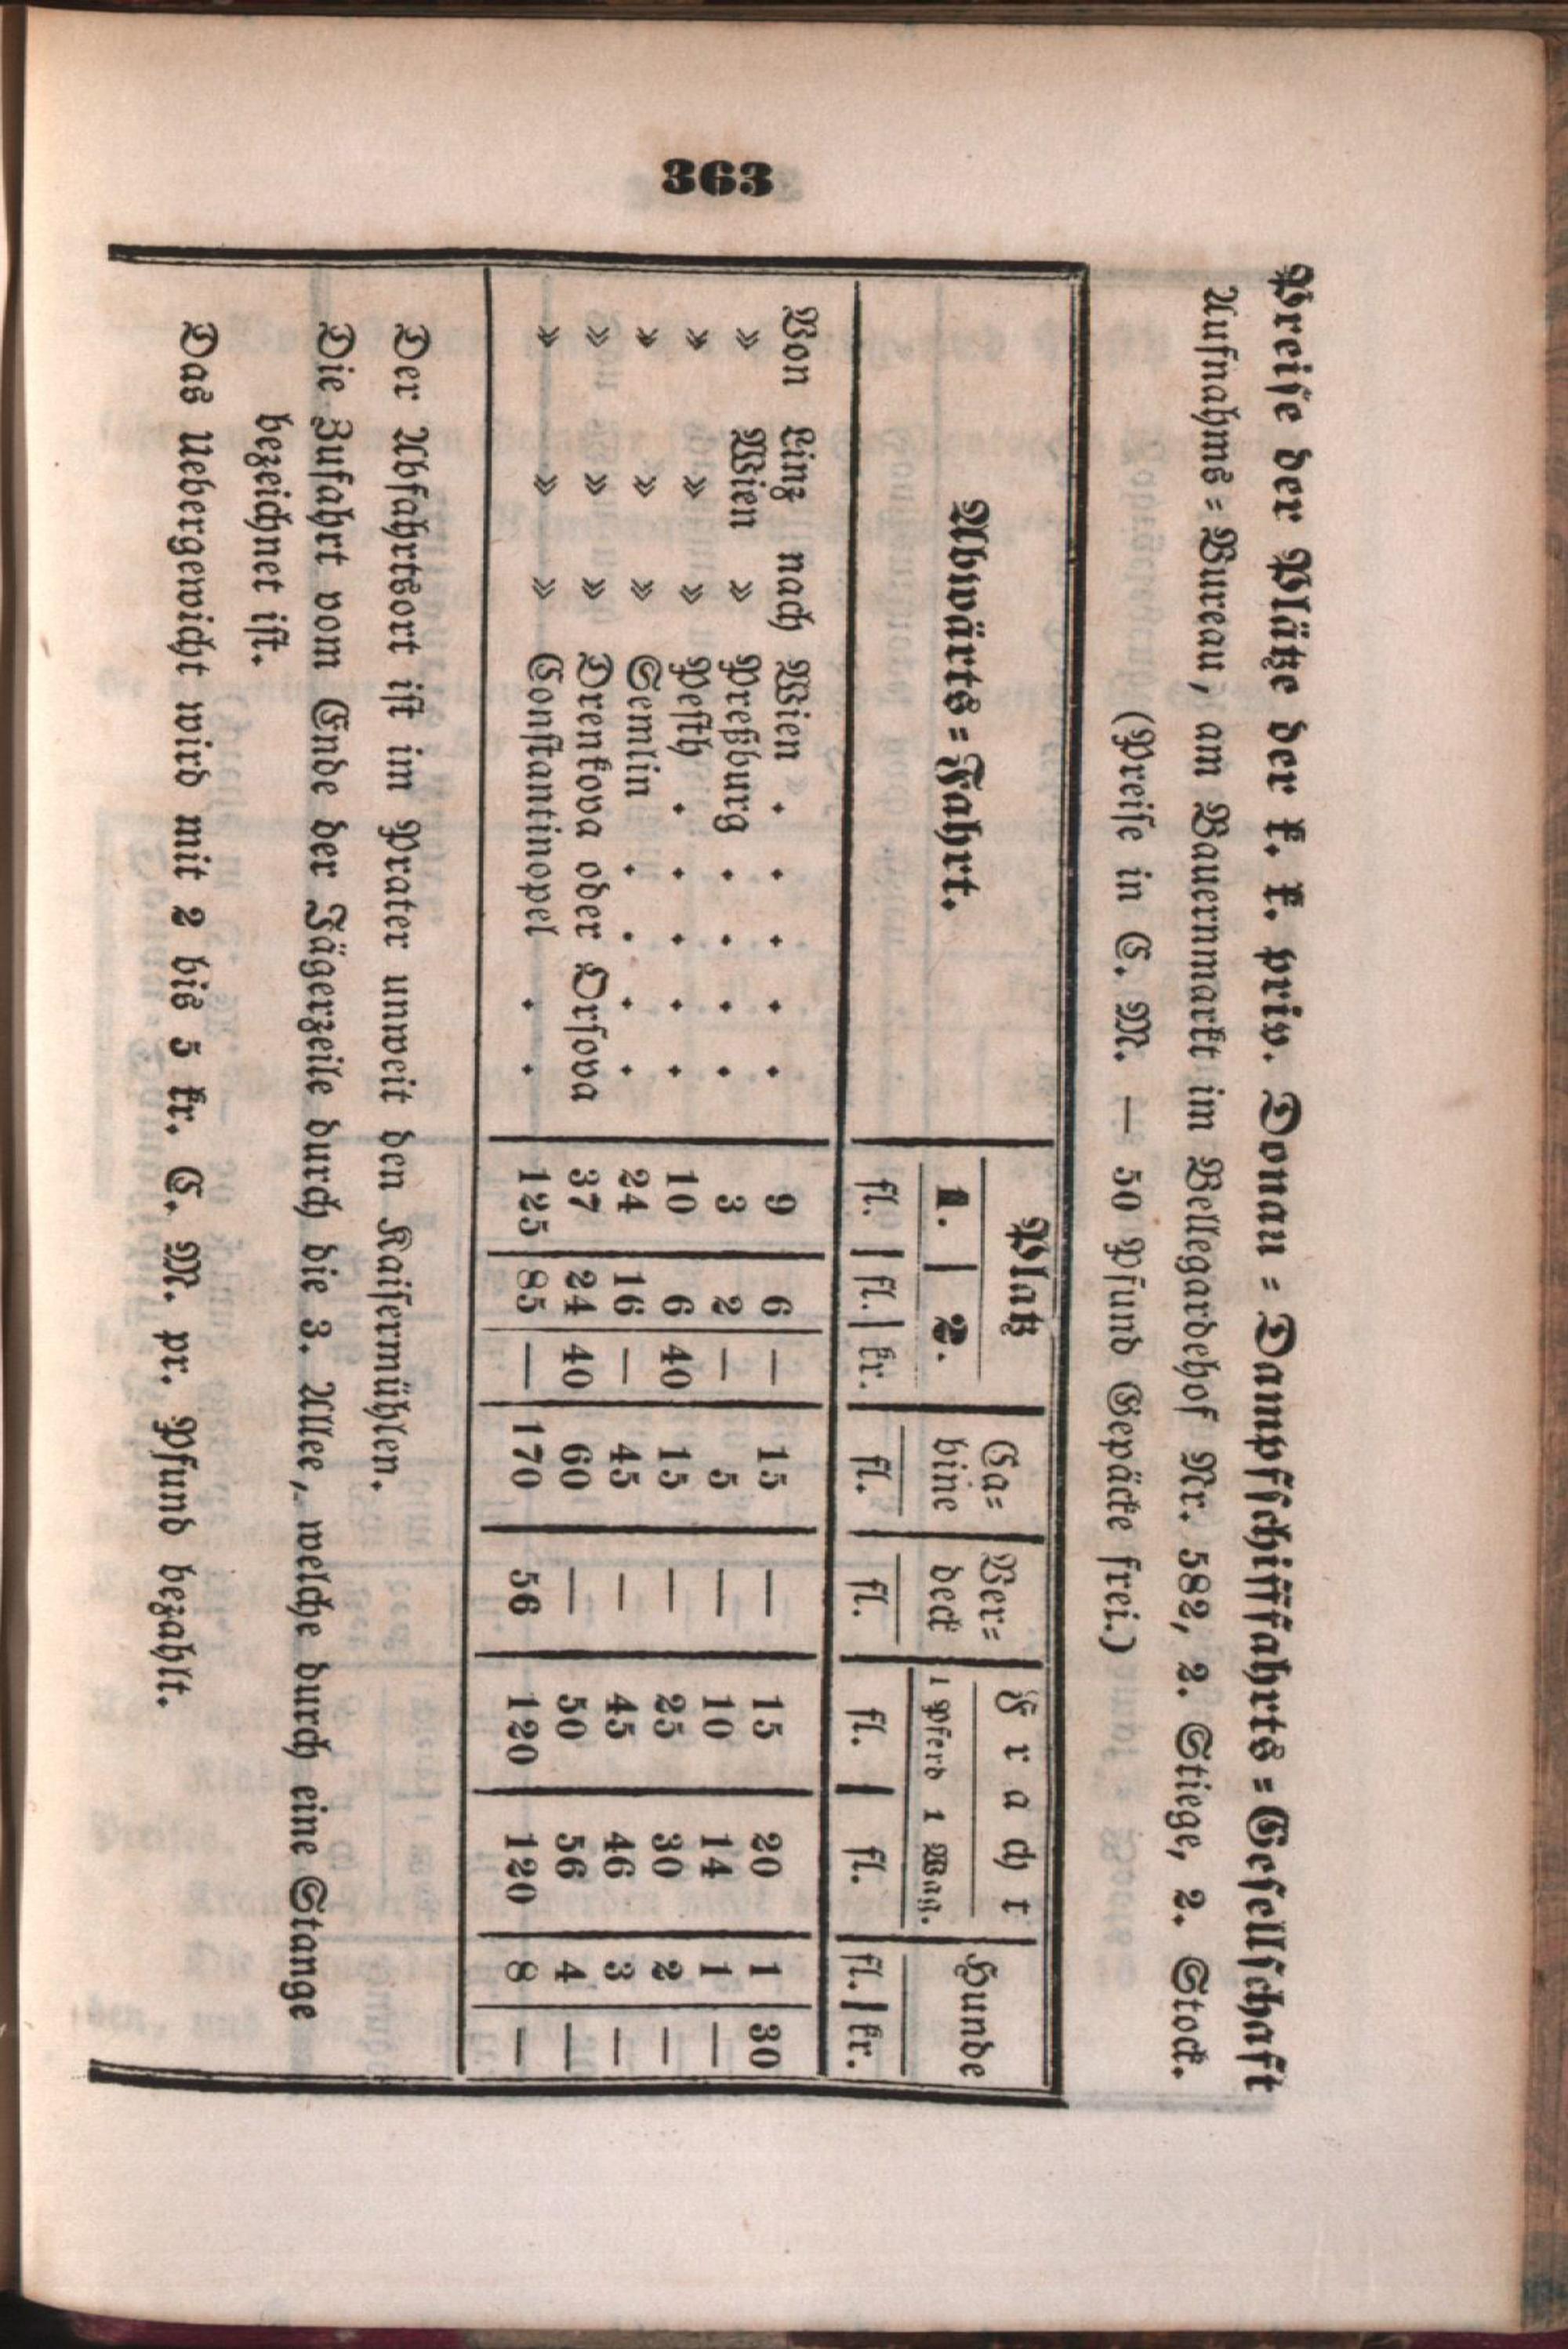 363
Preise der Plätze der k. k. priv. Donau = Dampfschifffahrts = Gesellschaft
Aufnahms = Bureau, am Bauernmarkt im Bellegardehof Nr. 582, 2. Stiege, 2. Stock.
(Preise in C. M. — 50 Pfund Gepäcke frei.)
Abwärts = Fahrt. Platz Ca= Ver= Fracht Hunde
1. 2. bine deck 1 Pferd 1 Wag.
fl. fl. kr. fl. fl. fl. fl. fl. kr.
Von Linz nach Wien . . . . . 9 6 — 15 — 15 20 1 30
» Wien » Preßburg . . . . 3 2 — 5 — 10 14 1 —
» » » Pesth . . . . . 10 6 40 15 — 25 30 2 —
» » » Semlin . . . . 24 16 — 45 — 45 46 3 —
» » » Drenkova oder Orsova 37 24 40 60 — 50 56 4 —
» » » Constantinopel . . 125 85 — 170 56 120 120 8 —
Der Abfahrtsort ist im Prater unweit den Kaisermühlen.
Die Zufahrt vom Ende der Jägerzeile durch die 3. Allee, welche durch eine Stange
bezeichnet ist.
Das Uebergewicht wird mit 2 bis 5 kr. C. M. pr. Pfund bezahlt.